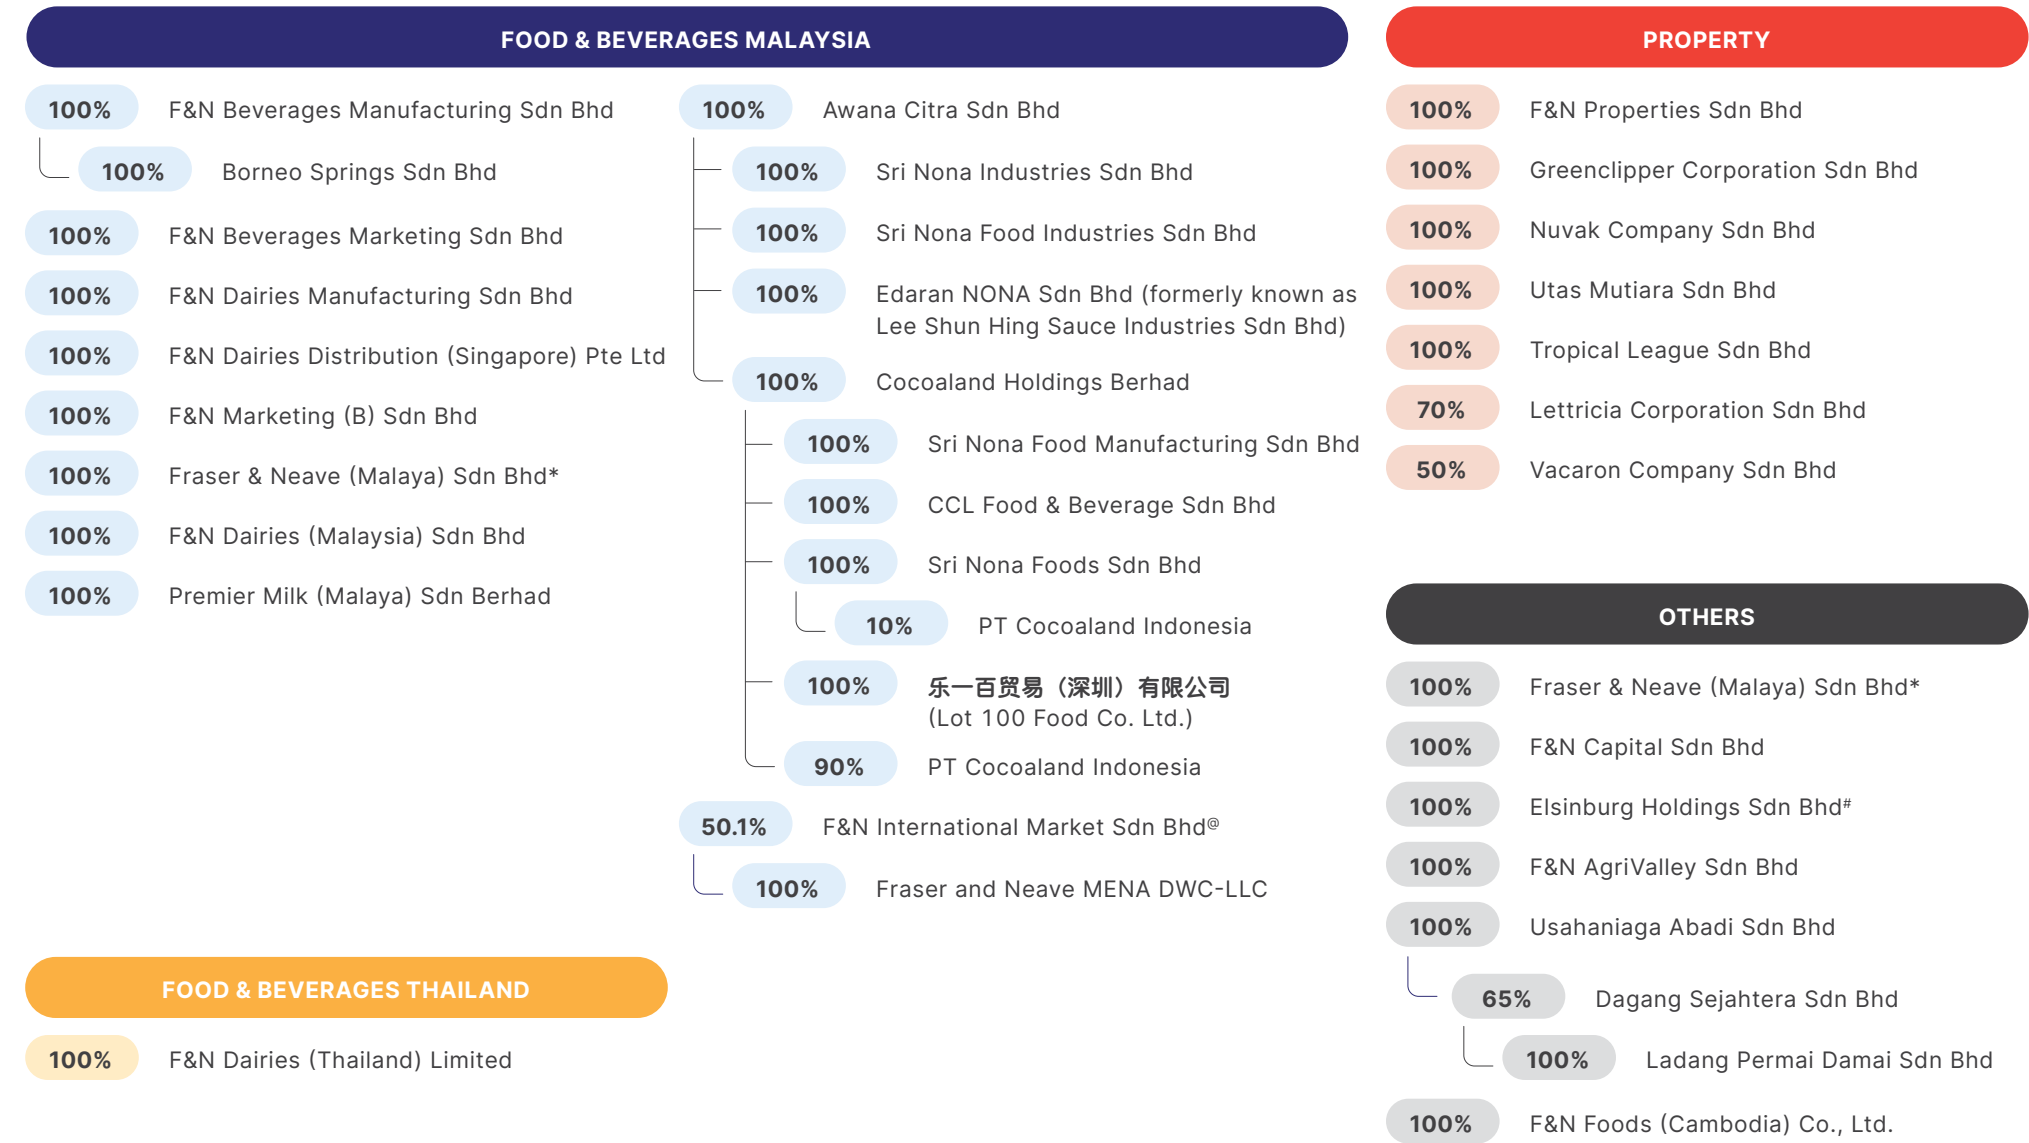 FOOD & BEVERAGES MALAYSIA
100% F&N Beverages Manufacturing Sdn Bhd
100% Borneo Springs Sdn Bhd
100% F&N Beverages Marketing Sdn Bhd
100% F&N Dairies Manufacturing Sdn Bhd
100% F&N Dairies Distribution (Singapore) Pte Ltd
100% F&N Marketing (B) Sdn Bhd
100% Fraser & Neave (Malaya) Sdn Bhd*
100% F&N Dairies (Malaysia) Sdn Bhd
100% Premier Milk (Malaya) Sdn Berhad
100% Awana Citra Sdn Bhd
100% Sri Nona Industries Sdn Bhd
100% Sri Nona Food Industries Sdn Bhd
100% Edaran NONA Sdn Bhd (formerly known as
Lee Shun Hing Sauce Industries Sdn Bhd)
100% Cocoaland Holdings Berhad
100% Sri Nona Food Manufacturing Sdn Bhd
100% CCL Food & Beverage Sdn Bhd
100% Sri Nona Foods Sdn Bhd
10% PT Cocoaland Indonesia
100% 乐一百贸易（深圳）有限公司
(Lot 100 Food Co. Ltd.)
90% PT Cocoaland Indonesia
50.1% F&N International Market Sdn Bhd@
100% Fraser and Neave MENA DWC-LLC
FOOD & BEVERAGES THAILAND
100% F&N Dairies (Thailand) Limited
PROPERTY
100% F&N Properties Sdn Bhd
100% Greenclipper Corporation Sdn Bhd
100% Nuvak Company Sdn Bhd
100% Utas Mutiara Sdn Bhd
100% Tropical League Sdn Bhd
70% Lettricia Corporation Sdn Bhd
50% Vacaron Company Sdn Bhd
OTHERS
100% Fraser & Neave (Malaya) Sdn Bhd*
100% F&N Capital Sdn Bhd
100% Elsinburg Holdings Sdn Bhd#
100% F&N AgriValley Sdn Bhd
100% Usahaniaga Abadi Sdn Bhd
65% Dagang Sejahtera Sdn Bhd
100% Ladang Permai Damai Sdn Bhd
100% F&N Foods (Cambodia) Co., Ltd.